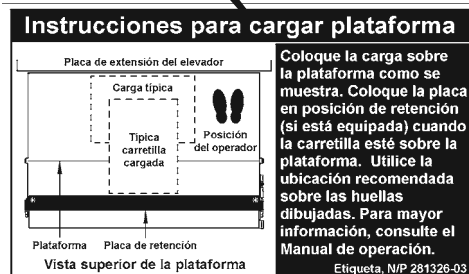 Instrucciones para cargar plataforma
Placa de extensión del elevador
Carga típica
Típica
carretilla
cargada
Posición
del operador
Plataforma
Placa de retención
Vista superior de la plataforma
Coloque la carga sobre
la plataforma como se
muestra. Coloque la placa
en posición de retención
(si está equipada) cuando
la carretilla esté sobre la
plataforma. Utilice la
ubicación recomendada
sobre las huellas
dibujadas. Para mayor
información, consulte el
Manual de operación.
Etiqueta, N/P 281326-03